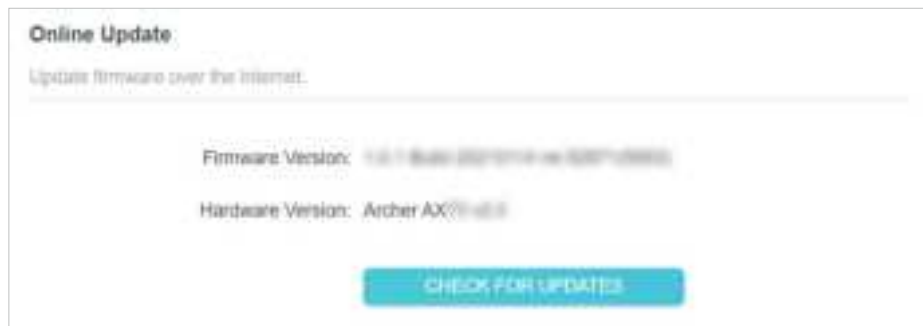 Online Update
Update firmware over the Internet.
Firmware Version:
Hardware Version: Archer AX
CHECK FOR UPDATES